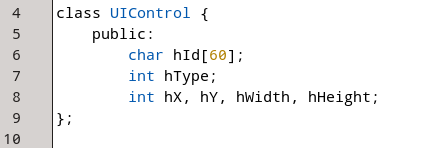 4 class UIControl {
5     public:
6         char hId[60];
7         int hType;
8         int hX, hY, hWidth, hHeight;
9 };
10